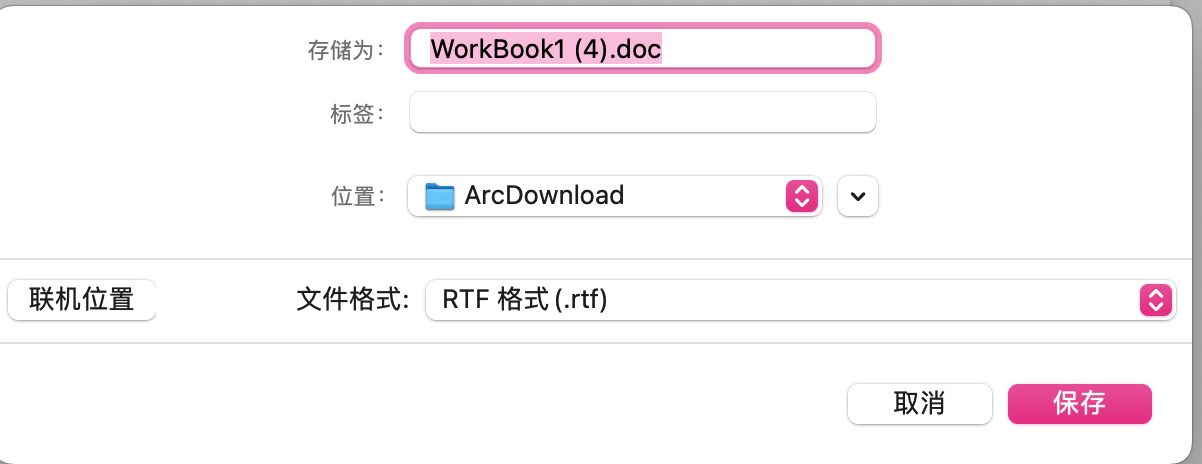 存储为：
WorkBook1 (4).doc
标签：
位置：
ArcDownload
联机位置
文件格式:
RTF 格式 (.rtf)
取消
保存